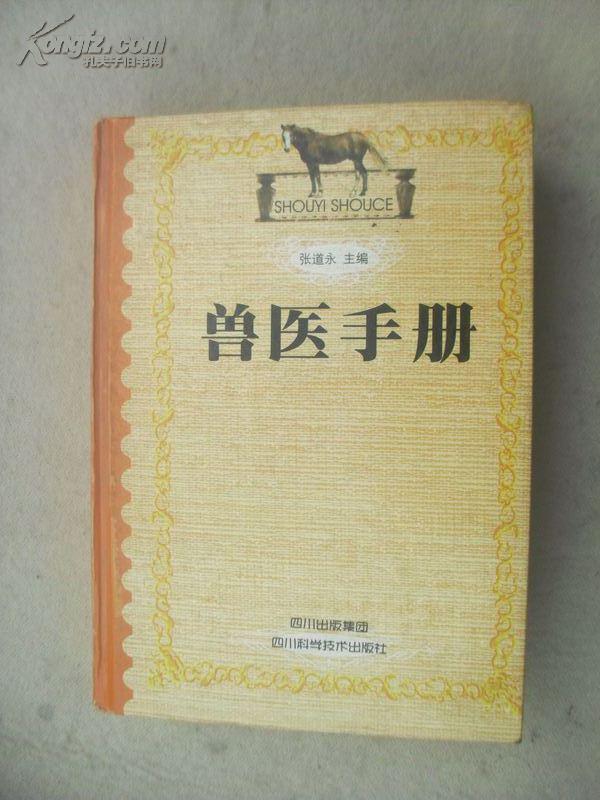 Kongfz.com
孔夫子旧书网
SHOUYI SHOUCE
张道永 主编
兽医手册
四川出版集团
四川科学技术出版社